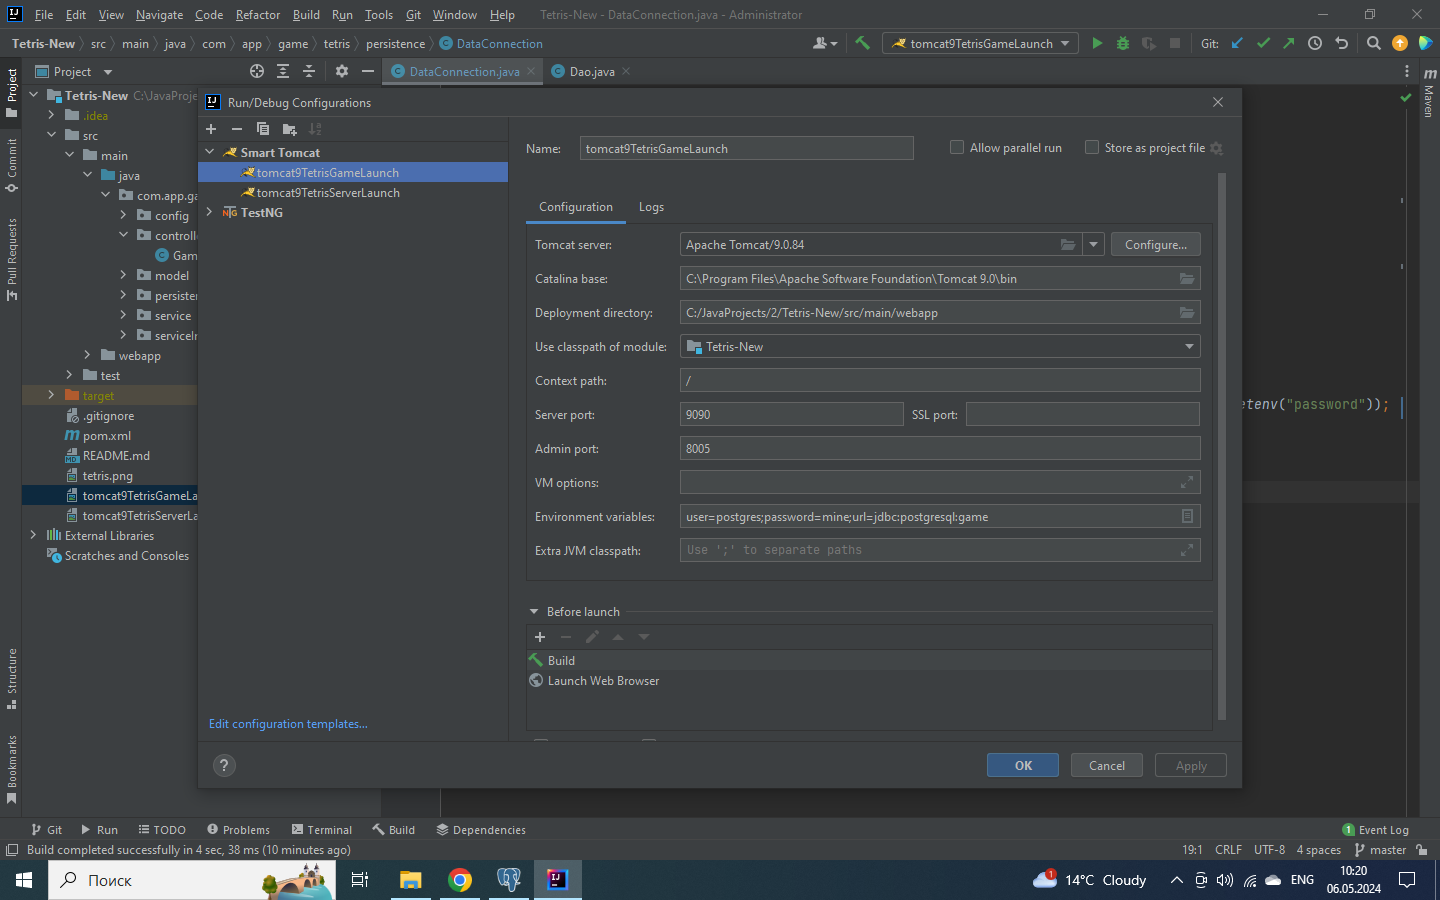 File Edit View Navigate Code Refactor Build Run Tools Git Window Help Tetris-New - DataConnection.java - Administrator
Tetris-New src main java com app game tetris persistence DataConnection tomcat9TetrisGameLaunch Git:
Project DataConnection.java Dao.java
Project
Commit
Pull Requests
Structure
Bookmarks
Maven
Tetris-New C:\JavaProje
.idea
src
main
java
com.app.ga
config
controlle
Gam
model
persister
service
serviceIr
webapp
test
target
.gitignore
pom.xml
README.md
tetris.png
tomcat9TetrisGameLa
tomcat9TetrisServerLa
External Libraries
Scratches and Consoles
Run/Debug Configurations
Smart Tomcat
tomcat9TetrisGameLaunch
tomcat9TetrisServerLaunch
TestNG
Edit configuration templates...
Name: tomcat9TetrisGameLaunch Allow parallel run Store as project file
Configuration Logs
Tomcat server: Apache Tomcat/9.0.84 Configure...
Catalina base: C:\Program Files\Apache Software Foundation\Tomcat 9.0\bin
Deployment directory: C:/JavaProjects/2/Tetris-New/src/main/webapp
Use classpath of module: Tetris-New
Context path: /
Server port: 9090 SSL port:
Admin port: 8005
VM options:
Environment variables: user=postgres;password=mine;url=jdbc:postgresql:game
Extra JVM classpath: Use ';' to separate paths
Before launch
Build
Launch Web Browser
? OK Cancel Apply
etenv("password"));
Git Run TODO Problems Terminal Build Dependencies 1 Event Log
Build completed successfully in 4 sec, 38 ms (10 minutes ago) 19:1 CRLF UTF-8 4 spaces master
Поиск 1 14°C Cloudy ENG 10:20
06.05.2024